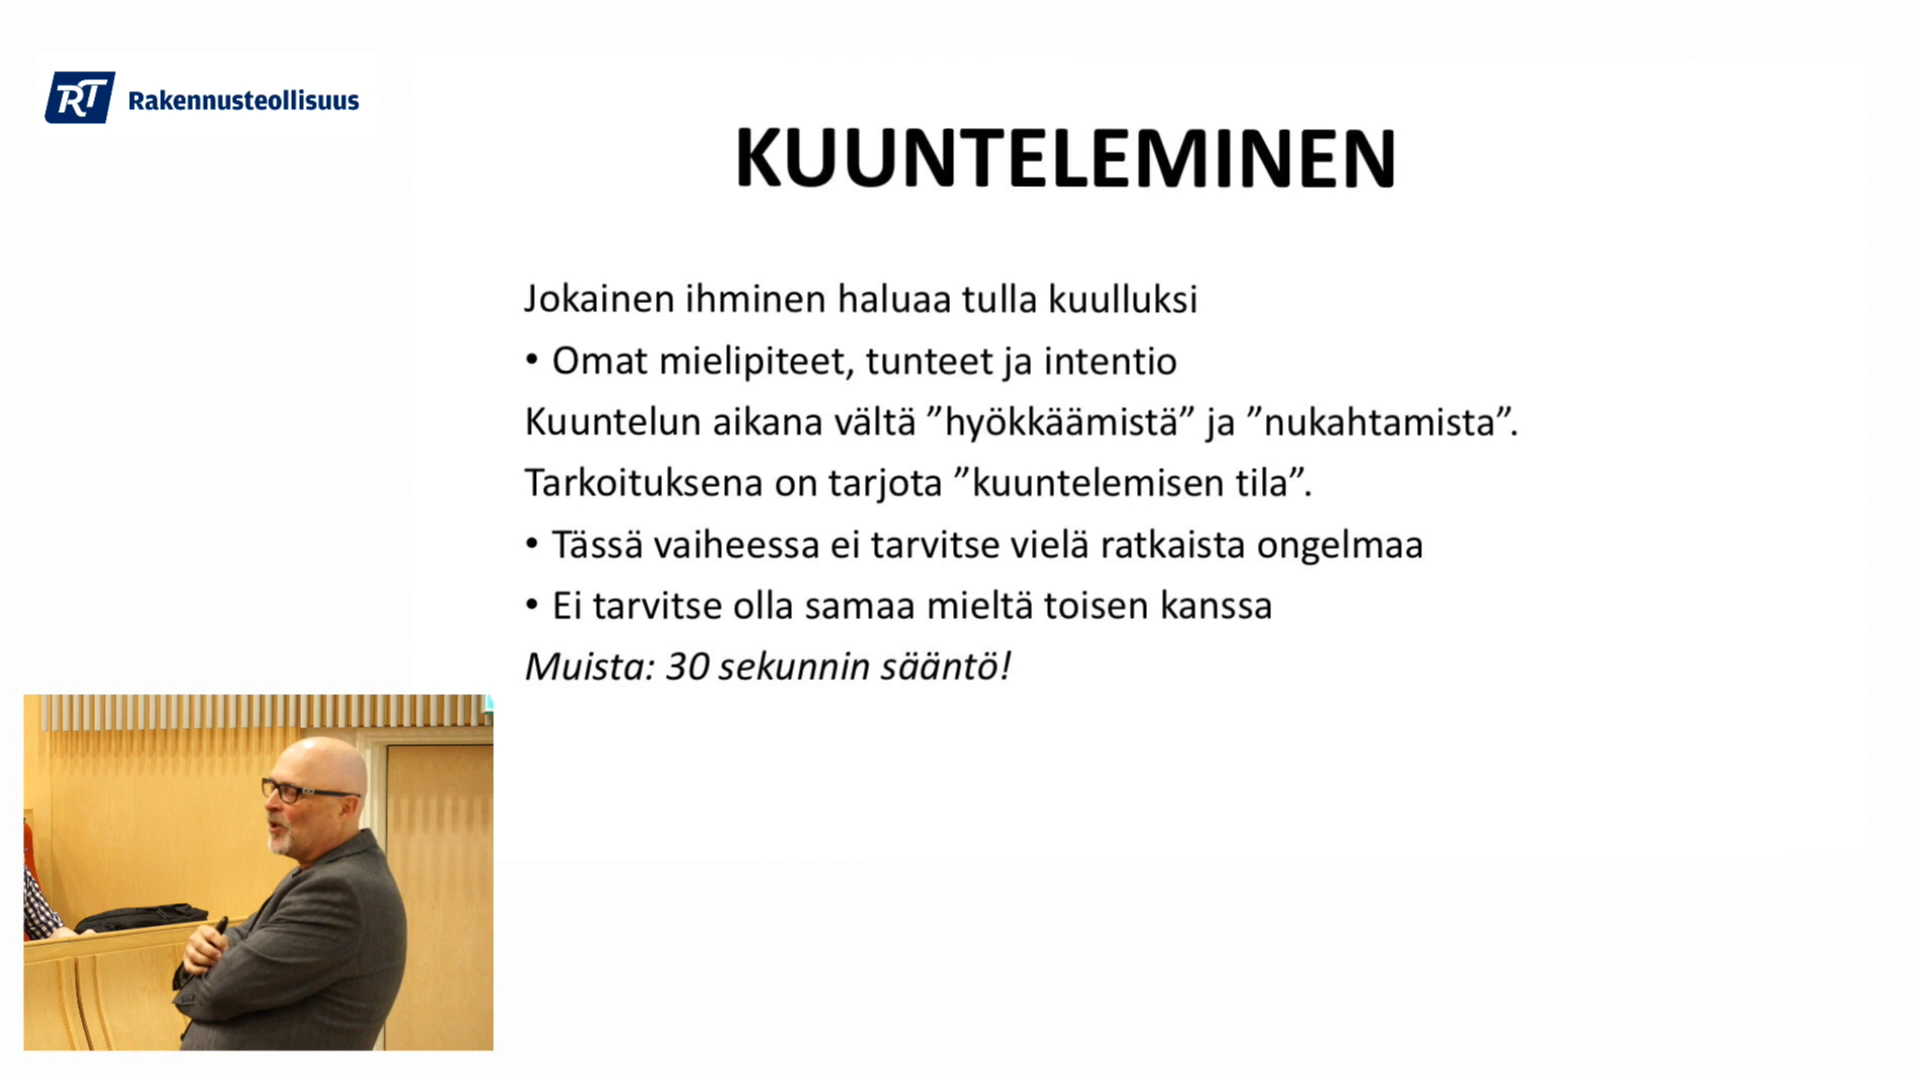 RT Rakennusteollisuus
KUUNTELEMINEN
Jokainen ihminen haluaa tulla kuulluksi
• Omat mielipiteet, tunteet ja intentio
Kuuntelun aikana vältä ”hyökkäämistä” ja ”nukahtamista”.
Tarkoituksena on tarjota ”kuuntelemisen tila”.
• Tässä vaiheessa ei tarvitse vielä ratkaista ongelmaa
• Ei tarvitse olla samaa mieltä toisen kanssa
Muista: 30 sekunnin sääntö!